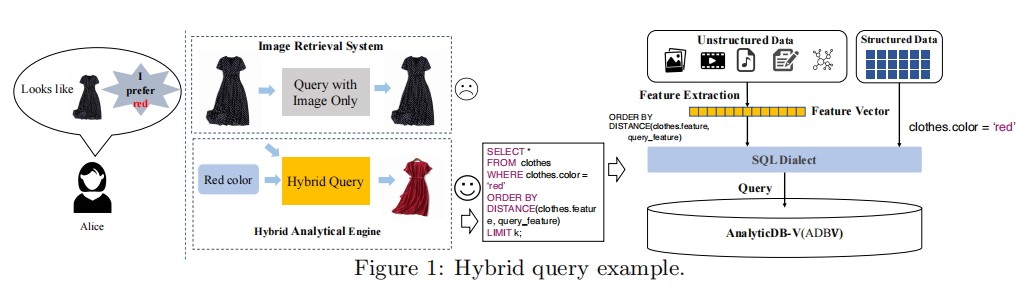 Looks like
I
prefer
red
Alice
Image Retrieval System
Query with
Image Only
Red color
Hybrid Query
Hybrid Analytical Engine
SELECT *
FROM clothes
WHERE clothes.color =
‘red’
ORDER BY
DISTANCE(clothes.featur
e, query_feature)
LIMIT k;
Unstructured Data
Structured Data
Feature Extraction
Feature Vector
ORDER BY
DISTANCE(clothes.feature,
query_feature)
clothes.color = ‘red’
SQL Dialect
Query
AnalyticDB-V(ADBV)
Figure 1: Hybrid query example.